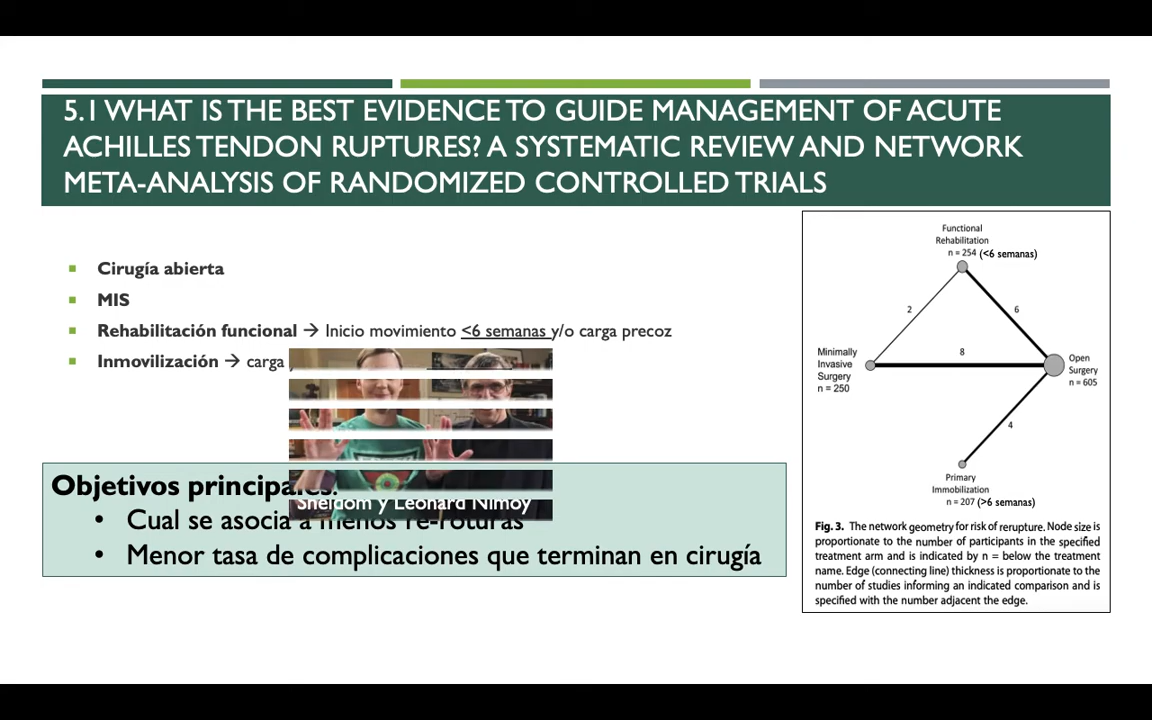 5.1 WHAT IS THE BEST EVIDENCE TO GUIDE MANAGEMENT OF ACUTE
ACHILLES TENDON RUPTURES? A SYSTEMATIC REVIEW AND NETWORK
META-ANALYSIS OF RANDOMIZED CONTROLLED TRIALS
▪ Cirugía abierta
▪ MIS
▪ Rehabilitación funcional → Inicio movimiento <6 semanas y/o carga precoz
▪ Inmovilización → carga
Sheldom y Leonard Nimoy
Objetivos principales:
• Cual se asocia a menos re-roturas
• Menor tasa de complicaciones que terminan en cirugía
Functional
Rehabilitation
n = 254 (<6 semanas)
2
6
8
Minimally
Invasive
Surgery
n = 250
Open
Surgery
n = 605
4
Primary
Immobilization
n = 207 (>6 semanas)
Fig. 3. The network geometry for risk of rerupture. Node size is
proportionate to the number of participants in the specified
treatment arm and is indicated by n = below the treatment
name. Edge (connecting line) thickness is proportionate to the
number of studies informing an indicated comparison and is
specified with the number adjacent the edge.